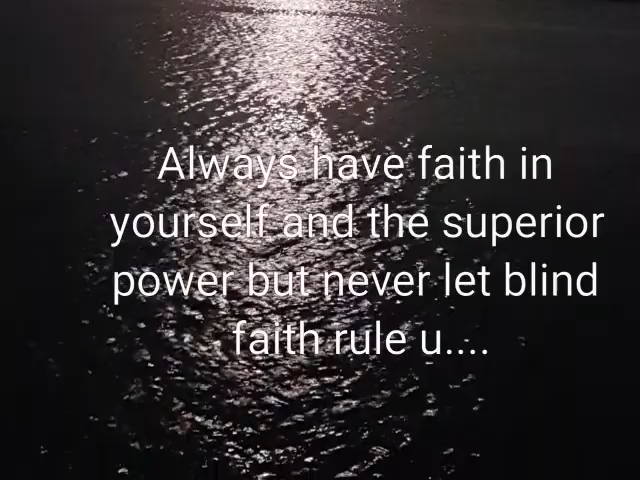 Always have faith in
yourself and the superior
power but never let blind
faith rule u....